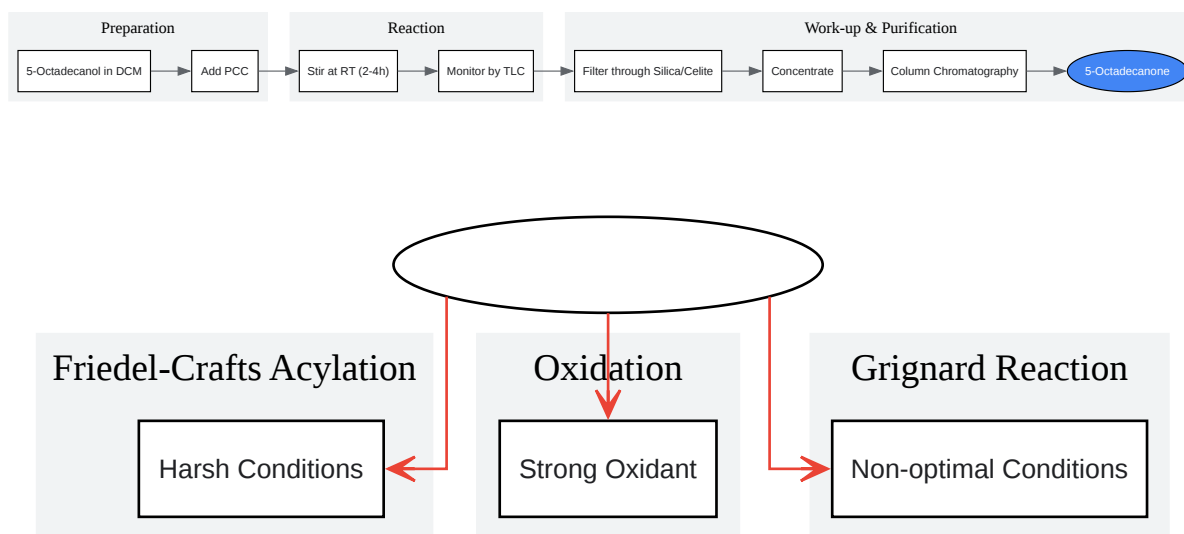 Preparation
Reaction
Work-up & Purification
5-Octadecanol in DCM
Add PCC
Stir at RT (2-4h)
Monitor by TLC
Filter through Silica/Celite
Concentrate
Column Chromatography
5-Octadecanone
Friedel-Crafts Acylation
Oxidation
Grignard Reaction
Harsh Conditions
Strong Oxidant
Non-optimal Conditions